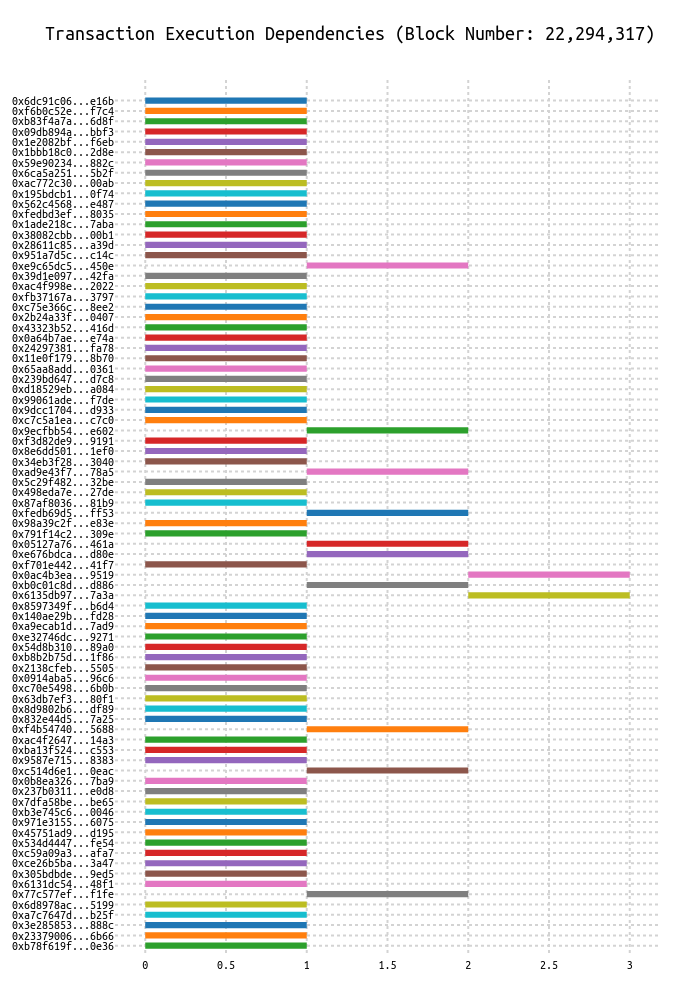 Transaction Execution Dependencies (Block Number: 22,294,317)
0x6dc91c06...e16b
0xf6b0c52e...f7c4
0xb83f4a7a...6d8f
0x09db894a...bbf3
0x1e2082bf...f6eb
0x1bbb18c0...2d8e
0x59e90234...882c
0x6ca5a251...5b2f
0xac772c30...00ab
0x195bdcb1...0f74
0x562c4568...e487
0xfedbd3ef...8035
0x1ade218c...7aba
0x38082cbb...00b1
0x28611c85...a39d
0x951a7d5c...c14c
0xe9c65dc5...450e
0x39d1e097...42fa
0xac4f998e...2022
0xfb37167a...3797
0xc75e366c...8ee2
0x2b24a33f...0407
0x43323b52...416d
0x0a64b7ae...e74a
0x24297381...fa78
0x11e0f179...8b70
0x65aa8add...0361
0x239bd647...d7c8
0xd18529eb...a084
0x99061ade...f7de
0x9dcc1704...d933
0xc7c5a1ea...c7c0
0x9ecfbb54...e602
0xf3d82de9...9191
0x8e6dd501...1ef0
0x34eb3f28...3040
0xad9e43f7...78a5
0x5c29f482...32be
0x498eda7e...27de
0x87af8036...81b9
0xfedb69d5...ff53
0x98a39c2f...e83e
0x791f14c2...309e
0x05127a76...461a
0xe676bdca...d80e
0xf701e442...41f7
0x0ac4b3ea...9519
0xb0c01c8d...d886
0x6135db97...7a3a
0x8597349f...b6d4
0x140ae29b...fd28
0xa9ecab1d...7ad9
0xe32746dc...9271
0x54d8b310...89a0
0xb8b2b75d...1f86
0x2138cfeb...5505
0x0914aba5...96c6
0xc70e5498...6b0b
0x63db7ef3...80f1
0x8d9802b6...df89
0x832e44d5...7a25
0xf4b54740...5688
0xac4f2647...14a3
0xba13f524...c553
0x9587e715...8383
0xc514d6e1...0eac
0x0b8ea326...7ba9
0x237b0311...e0d8
0x7dfa58be...be65
0xb3e745c6...0046
0x971e3155...6075
0x45751ad9...d195
0x534d4447...fe54
0xc59a09a3...afa7
0xce26b5ba...3a47
0x305bdbde...9ed5
0x6131dc54...48f1
0x77c577ef...f1fe
0x6d8978ac...5199
0xa7c7647d...b25f
0x3e285853...888c
0x23379006...6b66
0xb78f619f...0e36
0 0.5 1 1.5 2 2.5 3